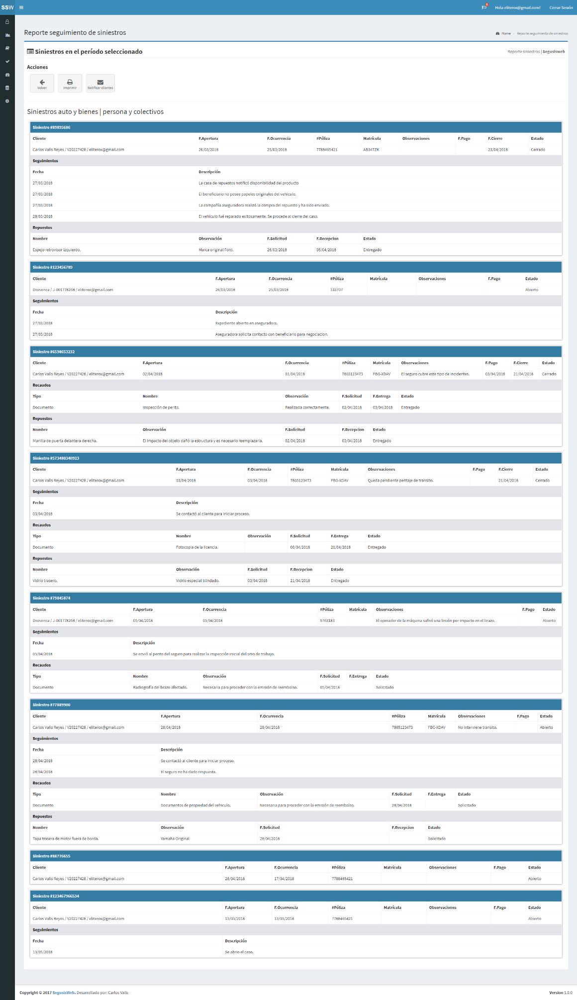 SSW
3
Hola eliterox@gmail.com!
Cerrar Sesión
Reporte seguimiento de siniestros
Home > Reporte seguimiento de siniestros
Siniestros en el período seleccionado
Reporte siniestros | Segusisweb
Acciones
Volver
Imprimir
Notificar clientes
Siniestros auto y bienes | persona y colectivos
Siniestro #89895686
Cliente F.Apertura F.Ocurrencia #Póliza Matrícula Observaciones F.Pago F.Cierre Estado
Carlos Valls Reyes / V20227428 / eliterox@gmail.com 26/03/2018 25/03/2018 7788465421 AB347ZK 23/04/2018 Cerrado
Seguimientos
Fecha Descripción
27/03/2018 La casa de repuestos notificó disponibilidad del producto
27/03/2018 El beneficiario no posee papeles originales del vehiculo.
27/03/2018 La compañía aseguradora realizó la compra del repuesto y ha sido enviado.
28/03/2018 El vehículo fué reparado exitosamente. Se procede al cierre del caso.
Repuestos
Nombre Observación F.Solicitud F.Recepcion Estado
Espejo retrovisor izquierdo. Marca original Ford. 26/03/2018 05/04/2018 Entregado
Siniestro #123456789
Cliente F.Apertura F.Ocurrencia #Póliza Matrícula Observaciones F.Pago Estado
Disivenca / J-001778268 / eliterox@gmail.com 26/03/2018 25/03/2018 133707 Abierto
Seguimientos
Fecha Descripción
27/03/2018 Expediente abierto en aseguradora.
27/03/2018 Aseguradora solicita contacto con beneficiario para negociacion.
Siniestro #6598653232
Cliente F.Apertura F.Ocurrencia #Póliza Matrícula Observaciones F.Pago F.Cierre Estado
Carlos Valls Reyes / V20227428 / eliterox@gmail.com 02/04/2018 01/04/2018 7865123473 FBG-XDAV El seguro cubre este tipo de incidentes. 03/04/2018 21/04/2018 Cerrado
Recaudos
Tipo Nombre Observación F.Solicitud F.Entrega Estado
Documento Inspección de perito. Realizada correctamente. 02/04/2018 03/04/2018 Entregado
Repuestos
Nombre Observación F.Solicitud F.Recepcion Estado
Manilla de puerta delantera derecha. El impacto del objeto dañó la estructura y es necesario reemplazarla. 02/04/2018 03/04/2018 Entregado
Siniestro #573480340923
Cliente F.Apertura F.Ocurrencia #Póliza Matrícula Observaciones F.Pago F.Cierre Estado
Carlos Valls Reyes / V20227428 / eliterox@gmail.com 03/04/2018 03/04/2018 7865123473 FBG-XDAV Queda pendiente peritaje de transito. 21/04/2018 Cerrado
Seguimientos
Fecha Descripción
03/04/2018 Se contactó al cliente para iniciar proceso.
Recaudos
Tipo Nombre Observación F.Solicitud F.Entrega Estado
Documento Fotocopia de la licencia. 06/04/2018 21/04/2018 Entregado
Repuestos
Nombre Observación F.Solicitud F.Recepcion Estado
Vidrio trasero. Vidrio especial blindado. 03/04/2018 21/04/2018 Entregado
Siniestro #79845874
Cliente F.Apertura F.Ocurrencia #Póliza Matrícula Observaciones F.Pago Estado
Disivenca / J-001778268 / eliterox@gmail.com 05/04/2018 05/04/2018 9763183 El operador de la máquina sufrió una lesión por impacto en el brazo. Abierto
Seguimientos
Fecha Descripción
05/04/2018 Se envió al perito del seguro para realizar la inspección inicial del sitio de trabajo.
Recaudos
Tipo Nombre Observación F.Solicitud F.Entrega Estado
Documento Radiografía del brazo afectado. Necesaria para proceder con la emisión de reembolso. 05/04/2018 Solicitado
Siniestro #77889900
Cliente F.Apertura F.Ocurrencia #Póliza Matrícula Observaciones F.Pago Estado
Carlos Valls Reyes / V20227428 / eliterox@gmail.com 28/04/2018 28/04/2018 7865123473 FBG-XDAV No interviene transito. Abierto
Seguimientos
Fecha Descripción
28/04/2018 Se contactó al cliente para iniciar proceso.
28/04/2018 El seguro no ha dado respuesta.
Recaudos
Tipo Nombre Observación F.Solicitud F.Entrega Estado
Documento Documentos de propiedad del vehiculo. Necesaria para proceder con la emisión de reembolso. 28/04/2018 Solicitado
Repuestos
Nombre Observación F.Solicitud F.Recepcion Estado
Tapa trasera de motor fuera de borda. Yamaha Original 28/04/2018 Solicitado
Siniestro #88776655
Cliente F.Apertura F.Ocurrencia #Póliza Matrícula Observaciones F.Pago Estado
Carlos Valls Reyes / V20227428 / eliterox@gmail.com 28/04/2018 17/04/2018 7788465421 Abierto
Siniestro #123467966534
Cliente F.Apertura F.Ocurrencia #Póliza Matrícula Observaciones F.Pago Estado
Carlos Valls Reyes / V20227428 / eliterox@gmail.com 13/05/2018 13/05/2018 7788465421 Abierto
Seguimientos
Fecha Descripción
13/05/2018 Se abrio el caso.
Copyright © 2017 SegusisWeb. Desarrollado por: Carlos Valls
Version 1.0.0